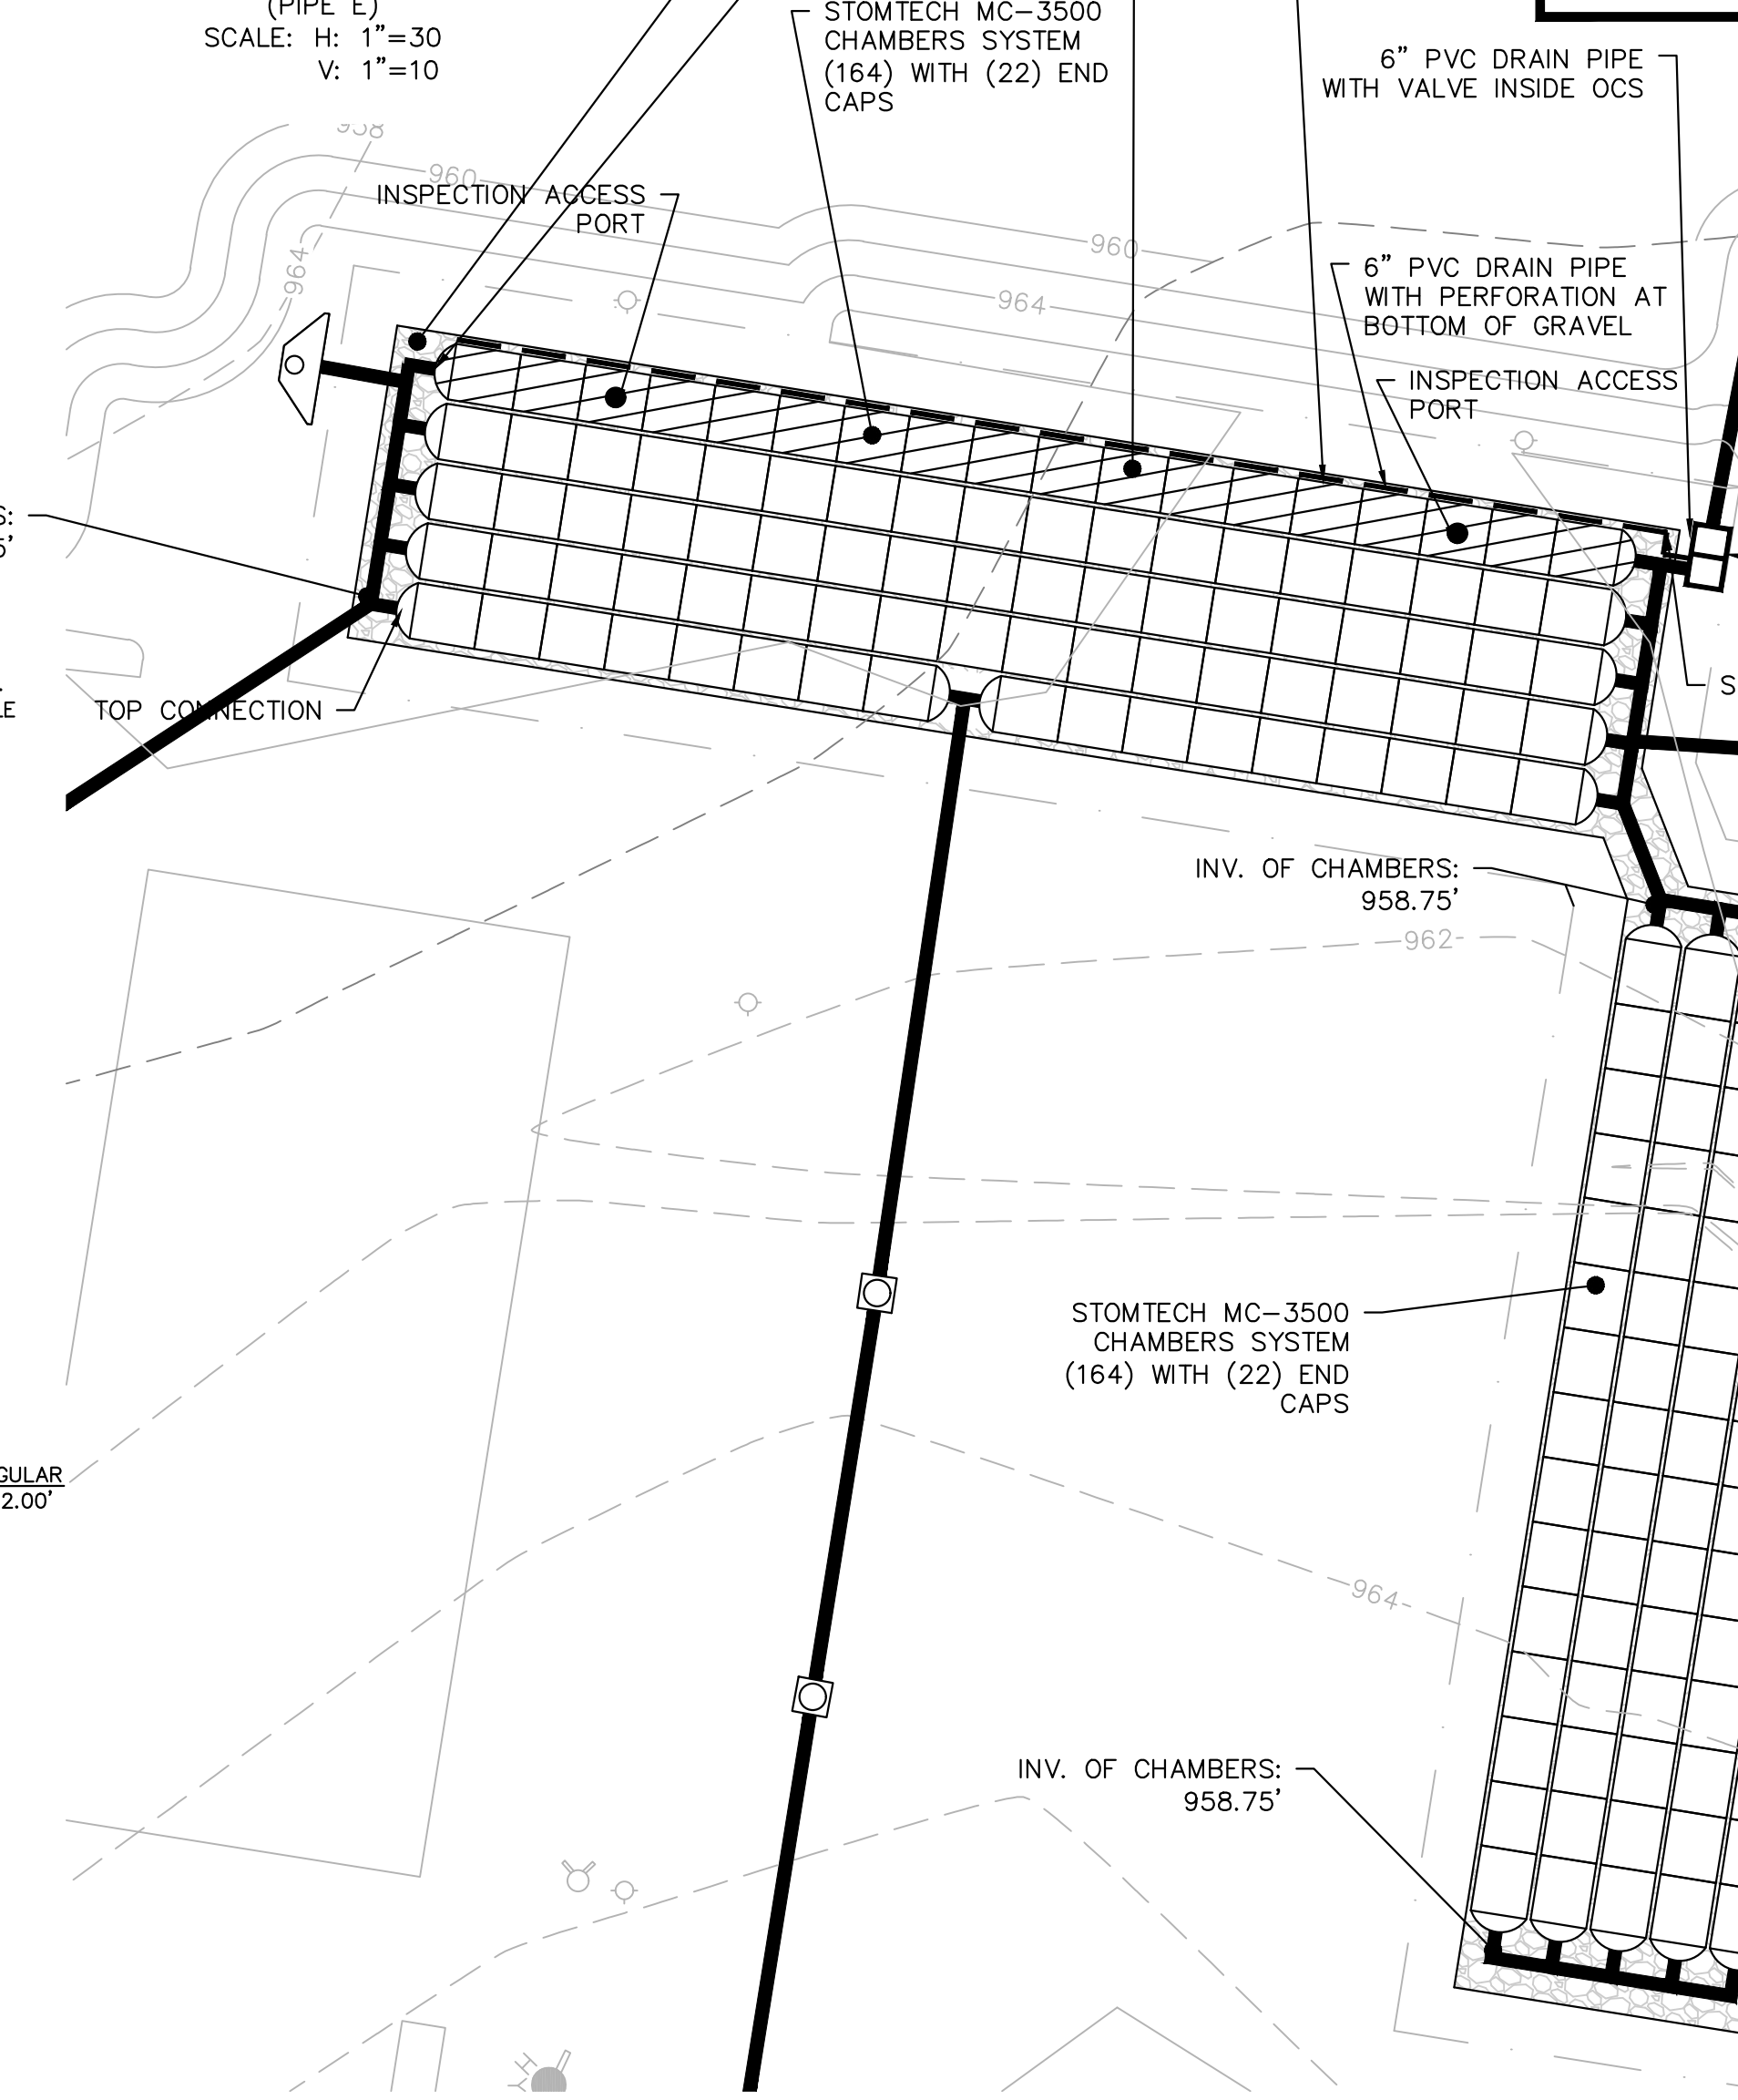 (PIPE E)
SCALE: H: 1"=30
V: 1"=10
STOMTECH MC-3500
CHAMBERS SYSTEM
(164) WITH (22) END
CAPS
6" PVC DRAIN PIPE
WITH VALVE INSIDE OCS
958
960
INSPECTION ACCESS
PORT
964
960
964
6" PVC DRAIN PIPE
WITH PERFORATION AT
BOTTOM OF GRAVEL
INSPECTION ACCESS
PORT
S:
5'
S
LE
TOP CONNECTION
INV. OF CHAMBERS:
958.75'
962
STOMTECH MC-3500
CHAMBERS SYSTEM
(164) WITH (22) END
CAPS
GULAR
2.00'
964
INV. OF CHAMBERS:
958.75'